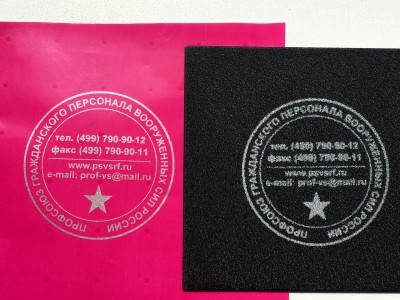 ПРОФСОЮЗ ГРАЖДАНСКОГО ПЕРСОНАЛА ВООРУЖЕННЫХ СИЛ РОССИИ
тел. (499) 790-90-12
факс (499) 790-90-11
www.psvsrf.ru
e-mail: prof-vs@mail.ru
ПРОФСОЮЗ ГРАЖДАНСКОГО ПЕРСОНАЛА ВООРУЖЕННЫХ СИЛ РОССИИ
тел. (499) 790-90-12
факс (499) 790-90-11
www.psvsrf.ru
e-mail: prof-vs@mail.ru